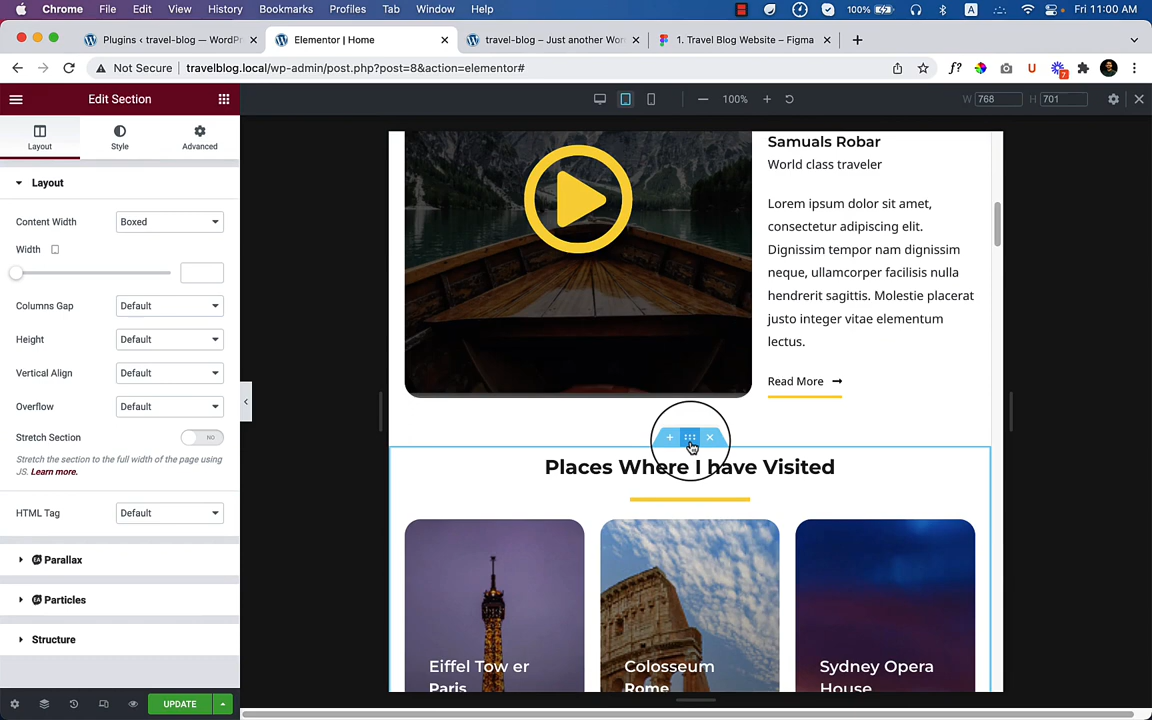 Chrome File Edit View History Bookmarks Profiles Tab Window Help 100% A Fri 11:00 AM
Plugins ‹ travel-blog — WordPr
Elementor | Home
travel-blog – Just another Wor
1. Travel Blog Website – Figma
Not Secure travelblog.local/wp-admin/post.php?post=8&action=elementor# f? U 7
Edit Section
100% W 768 H 701
Layout Style Advanced
Layout
Content Width Boxed
Width
Columns Gap Default
Height Default
Vertical Align Default
Overflow Default
Stretch Section NO
Stretch the section to the full width of the page using
JS. Learn more.
HTML Tag Default
EA Parallax
EA Particles
Structure
UPDATE
Samuals Robar
World class traveler
Lorem ipsum dolor sit amet,
consectetur adipiscing elit.
Dignissim tempor nam dignissim
neque, ullamcorper facilisis nulla
hendrerit sagittis. Molestie placerat
justo integer vitae elementum
lectus.
Read More
Places Where I have Visited
Eiffel Tow er
Paris
Colosseum
Rome
Sydney Opera
House